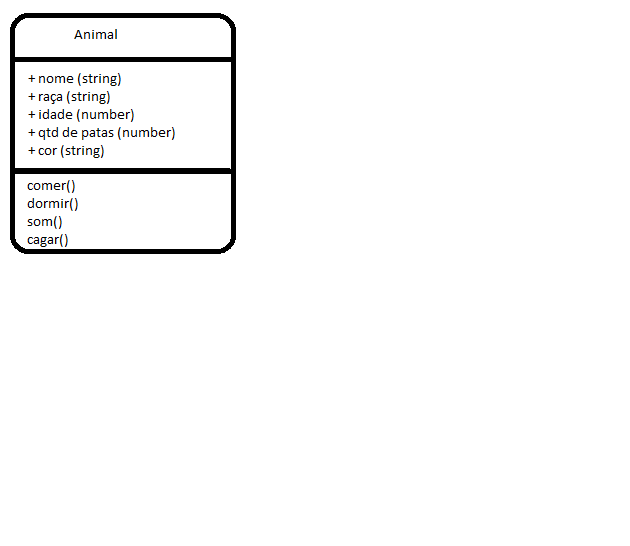 Animal
+ nome (string)
+ raça (string)
+ idade (number)
+ qtd de patas (number)
+ cor (string)
comer()
dormir()
som()
cagar()